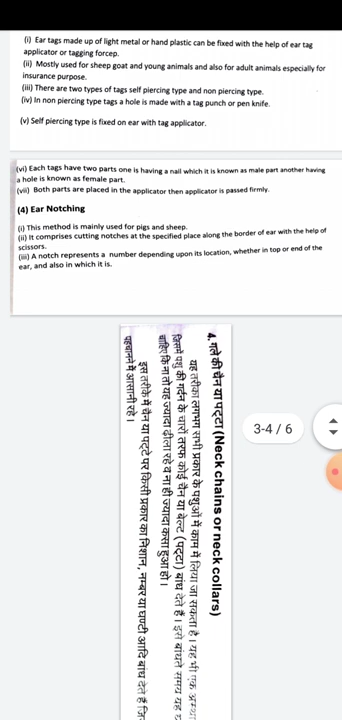 (i) Ear tags made up of light metal or hand plastic can be fixed with the help of ear tag
applicator or tagging forcep.
(ii) Mostly used for sheep goat and young animals and also for adult animals especially for
insurance purpose.
(iii) There are two types of tags self piercing type and non piercing type.
(iv) In non piercing type tags a hole is made with a tag punch or pen knife.
(v) Self piercing type is fixed on ear with tag applicator.
(vi) Each tags have two parts one is having a nail which it is known as male part another having
a hole is known as female part.
(vii) Both parts are placed in the applicator then applicator is passed firmly.
(4) Ear Notching
(i) This method is mainly used for pigs and sheep.
(ii) It comprises cutting notches at the specified place along the border of ear with the help of
scissors.
(iii) A notch represents a number depending upon its location, whether in top or end of the
ear, and also in which it is.
3-4 / 6
4. गले की चैन या पट्टा (Neck chains or neck collars)
यह तरीका लगभग सभी प्रकार के पशुओं में काम में लिया जा सकता है। यह भी एक
जिसमें पशु की गर्दन के चारों तरफ कोई चैन या बेल्ट (पट्टा) बांध देते हैं। इसे बांधते समय यह
चाहिए कि ना तो यह ज्यादा ढीला रहे व ना ही ज्यादा कसा हुआ हो।
इस तरीके में चैन या पट्टे पर किसी प्रकार का निशान, नम्बर या घण्टी आदि बांध देते हैं
पहचानने में आसानी रहे।